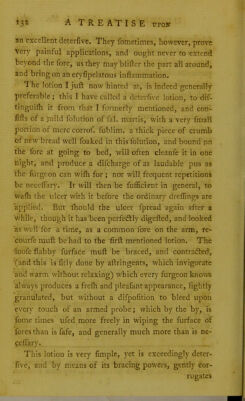 132 A TREATISE UPON
an excellent deterſive. They ſometimes, however, prove
very painful applications, and ought never to extend
beyond the ſore, as they may bliſter the part all around,
and bring on an eryſipelatous inflammation.
The lotion I juſt now hinted at, is indeed generally
preferable; this I have called a deterſive lotion, to diſ-
tinguiſh it from that I formerly mentioned, and con-
ſiſts of a mild ſolution of ſal. martis, with a very ſmall
portion of merc corroſ. ſublim. a thick piece of crumb
of new bread well ſoaked in this ſolution, and bound on
the ſore at going to bed, will often cleanſe it in one
night, and produce a diſcharge of as laudable pus as
the ſurgeon can wiſh for; nor will frequent repetitions
be neceſſary. It will then be ſufficient in general, to
waſh the ulcer with it before the ordinary dreſſings are
applied. But ſhould the ulcer ſpread again after a
while, though it has been perfectly digeſted, and looked
as well for a time, as a common ſore on the arm, re-
courſe muſt be had to the firſt mentioned lotion. The
looſe flabby ſurface muſt be braced, and contracted,
(and this is ſafely done by aſtringents, which invigorate
and warm without relaxing) which every ſurgeon knows
always produces a freſh and pleaſant appearance, lightly
granulated, but without a diſpoſition to bleed upon
every touch of an armed probe; which by the by, is
ſome times uſed more freely in wiping the ſurface of
ſores than is ſafe, and generally much more than is ne-
ceſſary.
This lotion is very ſimple, yet is exceedingly deter-
ſive, and by means of its bracing powers, gently cor-
rugates